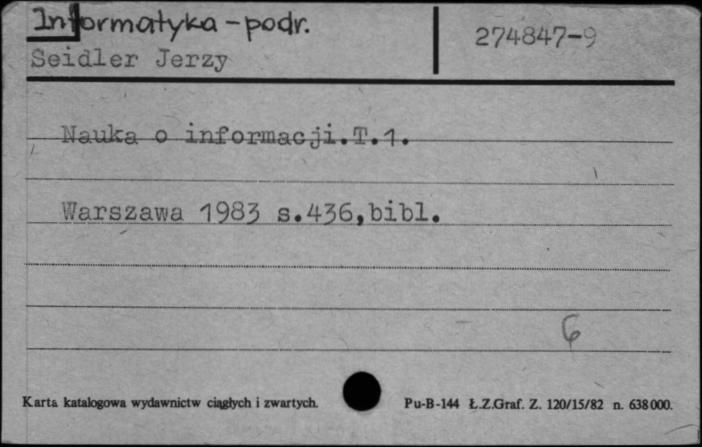 Informatyka - podr.
274847-9
Seidler Jerzy
Nauka o informacji.T.1.
Warszawa 1983 s.436,bibl.
6
Karta katalogowa wydawnictw ciągłych i zwartych.
Pu-B-144 Ł.Z.Graf. Z. 120/15/82 n. 638000.